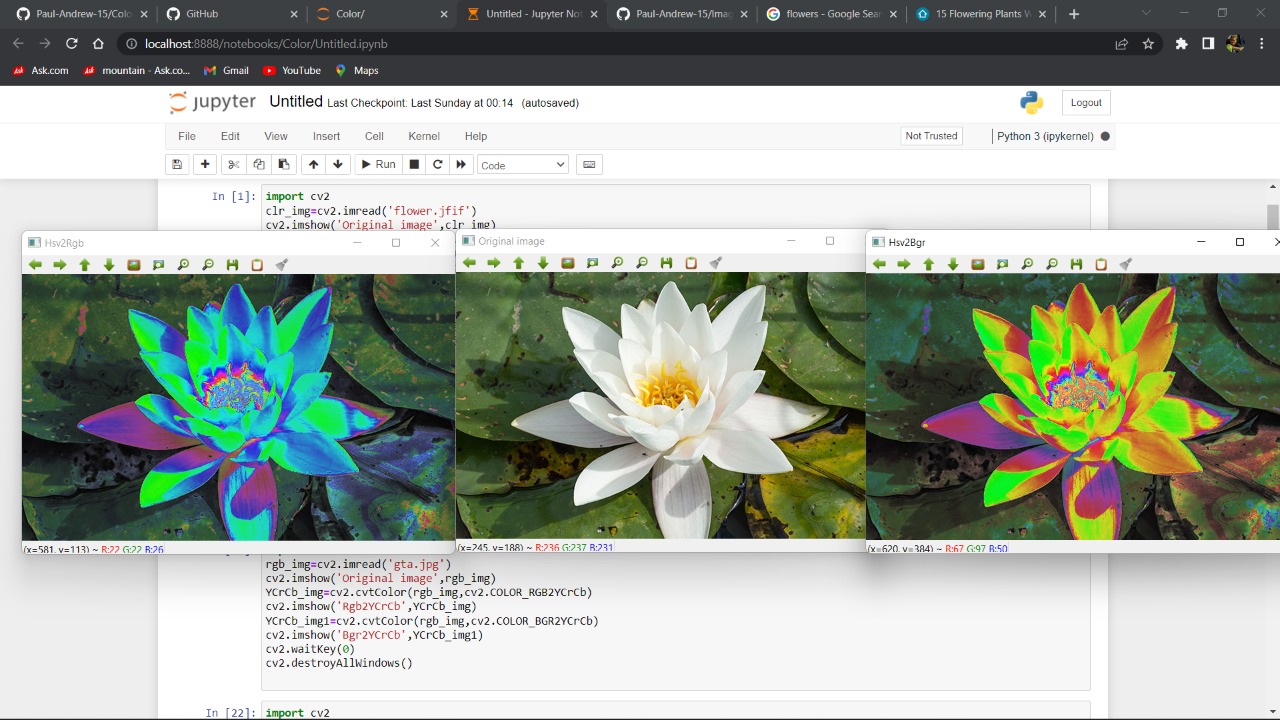 Paul-Andrew-15/Colo
GitHub
Color/
Untitled - Jupyter Not
Paul-Andrew-15/Imag
flowers - Google Sear
15 Flowering Plants W
localhost:8888/notebooks/Color/Untitled.ipynb
Ask.com
mountain - Ask.co...
Gmail
YouTube
Maps
jupyter Untitled Last Checkpoint: Last Sunday at 00:14 (autosaved)
Logout
File Edit View Insert Cell Kernel Help
Not Trusted
Python 3 (ipykernel)
Run
Code
In [1]: import cv2
clr_img=cv2.imread('flower.jfif')
cv2.imshow('Original image',clr_img)
Hsv2Rgb
Original image
Hsv2Bgr
(x=581, y=113) ~ R:22 G:22 B:26
(x=245, y=188) ~ R:236 G:237 B:231
(x=620, y=384) ~ R:67 G:97 B:50
rgb_img=cv2.imread('gta.jpg')
cv2.imshow('Original image',rgb_img)
YCrCb_img=cv2.cvtColor(rgb_img,cv2.COLOR_RGB2YCrCb)
cv2.imshow('Rgb2YCrCb',YCrCb_img)
YCrCb_img1=cv2.cvtColor(rgb_img,cv2.COLOR_BGR2YCrCb)
cv2.imshow('Bgr2YCrCb',YCrCb_img1)
cv2.waitKey(0)
cv2.destroyAllWindows()
In [22]: import cv2